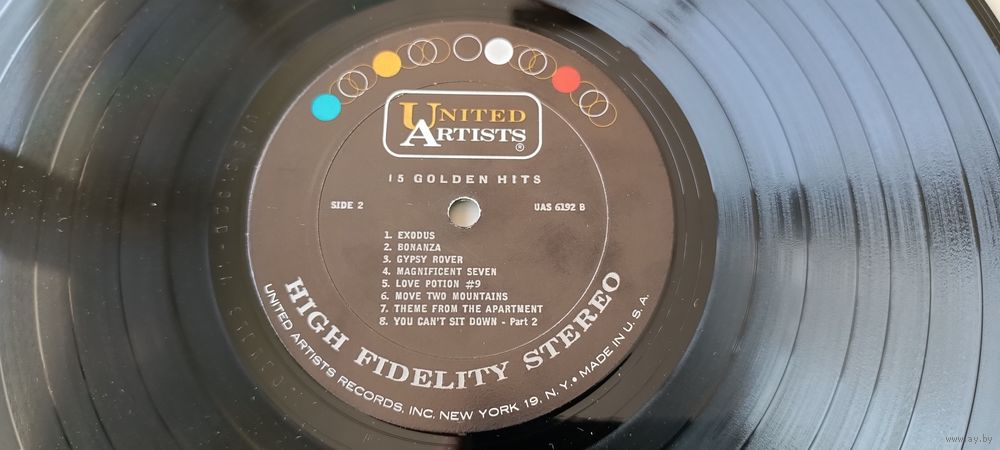 UNITED
ARTISTS®
15 GOLDEN HITS
SIDE 2
UAS 6192 B
1. EXODUS
2. BONANZA
3. GYPSY ROVER
4. MAGNIFICENT SEVEN
5. LOVE POTION #9
6. MOVE TWO MOUNTAINS
7. THEME FROM THE APARTMENT
8. YOU CAN'T SIT DOWN - Part 2
HIGH FIDELITY STEREO
UNITED ARTISTS RECORDS, INC. NEW YORK 19, N.Y. • MADE IN U.S.A.
www.ay.by